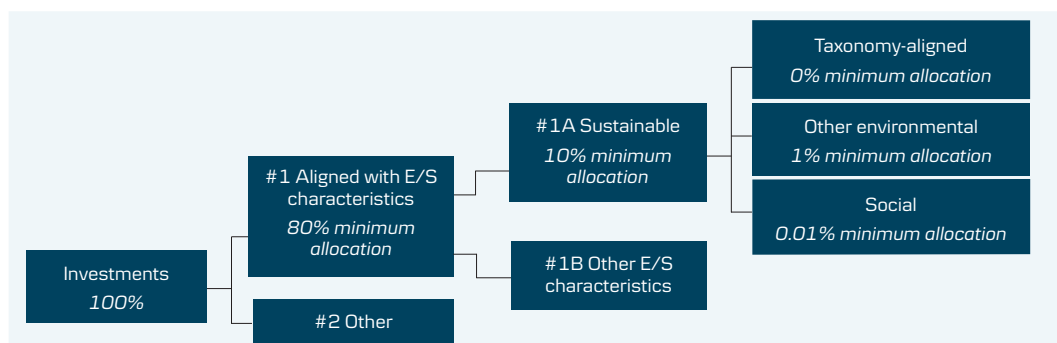 Investments
100%
#1 Aligned with E/S
characteristics
80% minimum
allocation
#2 Other
#1A Sustainable
10% minimum
allocation
#1B Other E/S
characteristics
Taxonomy-aligned
0% minimum allocation
Other environmental
1% minimum allocation
Social
0.01% minimum allocation